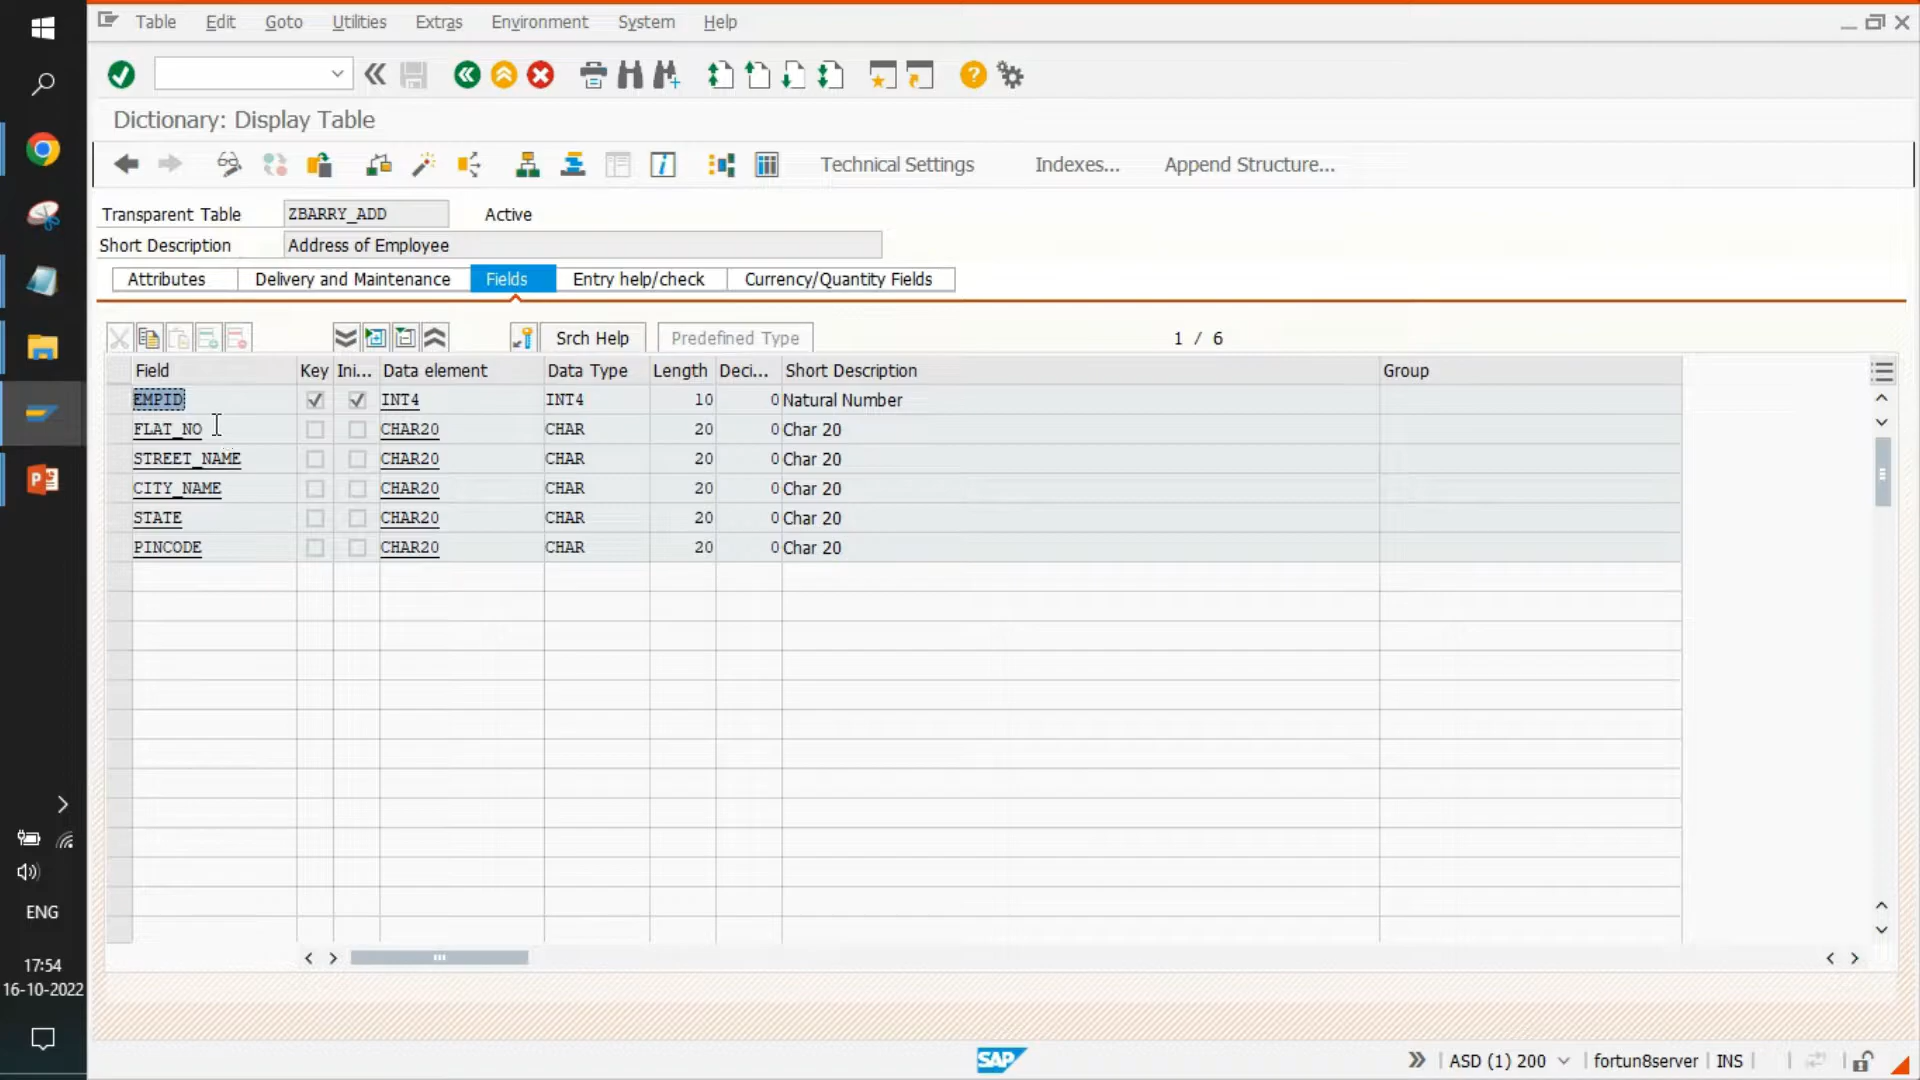 Table Edit Goto Utilities Extras Environment System Help
Dictionary: Display Table
Technical Settings Indexes... Append Structure...
Transparent Table ZBARRY_ADD Active
Short Description Address of Employee
Attributes Delivery and Maintenance Fields Entry help/check Currency/Quantity Fields
Srch Help Predefined Type 1 / 6
Field Key Ini... Data element Data Type Length Deci... Short Description Group
EMPID INT4 INT4 10 0 Natural Number
FLAT_NO CHAR20 CHAR 20 0 Char 20
STREET_NAME CHAR20 CHAR 20 0 Char 20
CITY_NAME CHAR20 CHAR 20 0 Char 20
STATE CHAR20 CHAR 20 0 Char 20
PINCODE CHAR20 CHAR 20 0 Char 20
ENG
17:54
16-10-2022
SAP ASD (1) 200 fortun8server INS